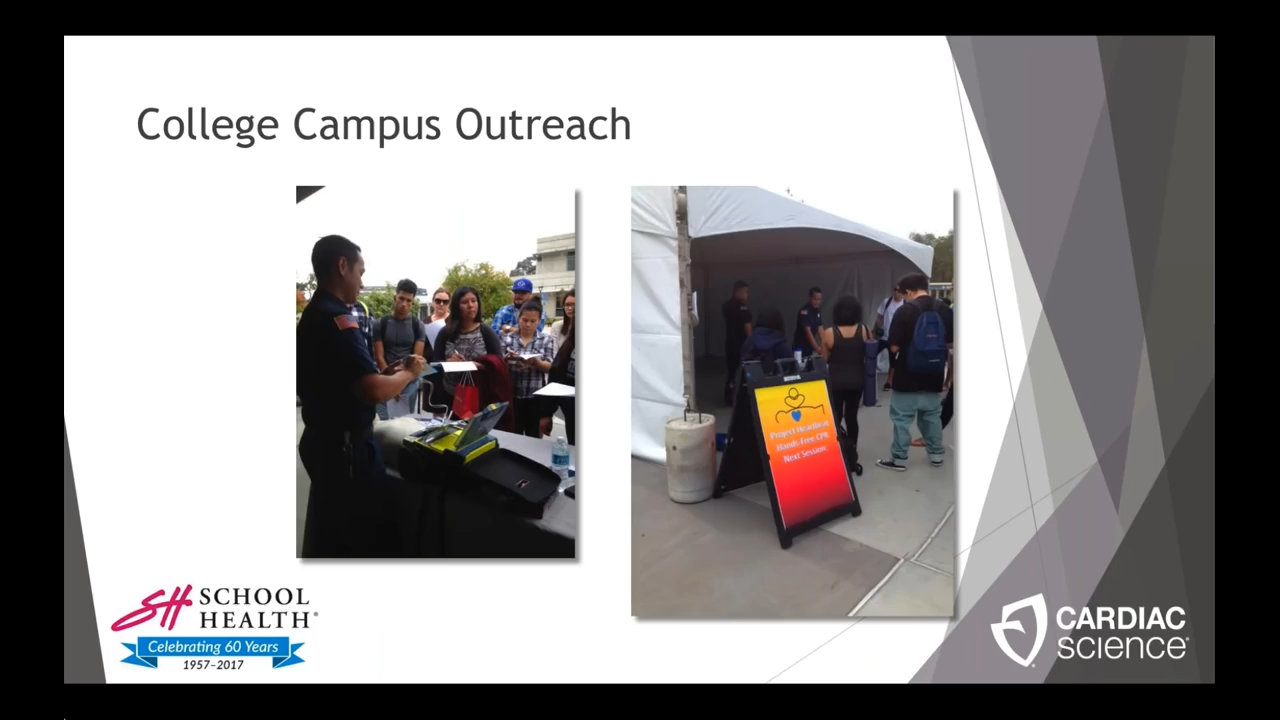 College Campus Outreach
Project Heartbeat
Hands Free CPR
Next Session:
SH SCHOOL
HEALTH®
Celebrating 60 Years
1957–2017
CARDIAC
science®